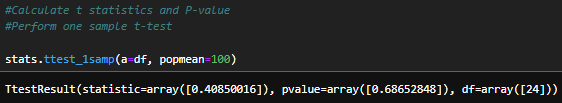 #Calculate t statistics and P-value
#Perform one sample t-test
stats.ttest_1samp(a=df, popmean=100)
TtestResult(statistic=array([0.40850016]), pvalue=array([0.68652848]), df=array([24]))